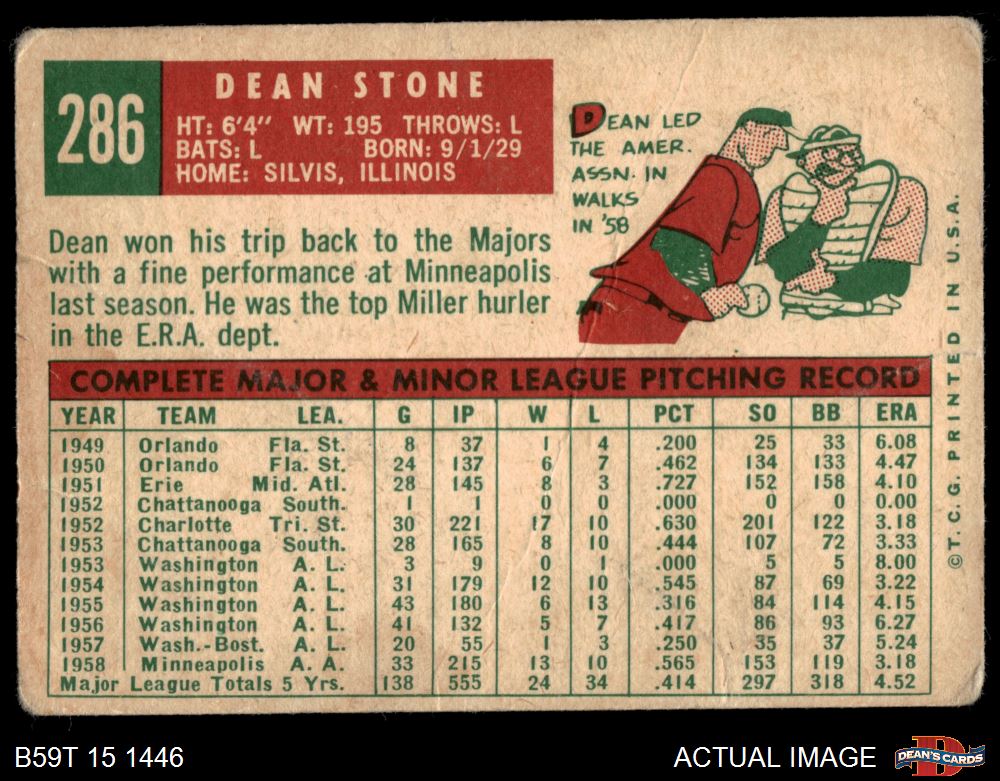 286
DEAN STONE
HT: 6'4" WT: 195 THROWS: L
BATS: L BORN: 9/1/29
HOME: SILVIS, ILLINOIS
DEAN LED
THE AMER.
ASSN. IN
WALKS
IN '58
Dean won his trip back to the Majors
with a fine performance at Minneapolis
last season. He was the top Miller hurler
in the E.R.A. dept.
COMPLETE MAJOR & MINOR LEAGUE PITCHING RECORD
YEAR TEAM LEA. G IP W L PCT SO BB ERA
1949 Orlando Fla. St. 8 37 1 4 .200 25 33 6.08
1950 Orlando Fla. St. 24 137 6 7 .462 134 133 4.47
1951 Erie Mid. Atl. 28 145 8 3 .727 152 158 4.10
1952 Chattanooga South. 1 1 0 0 .000 0 0 0.00
1952 Charlotte Tri. St. 30 221 17 10 .630 201 122 3.18
1953 Chattanooga South. 28 165 8 10 .444 107 72 3.33
1953 Washington A. L. 3 9 0 1 .000 5 5 8.00
1954 Washington A. L. 31 179 12 10 .545 87 69 3.22
1955 Washington A. L. 43 180 6 13 .316 84 114 4.15
1956 Washington A. L. 41 132 5 7 .417 86 93 6.27
1957 Wash.-Bost. A. L. 20 55 1 3 .250 35 37 5.24
1958 Minneapolis A. A. 33 215 13 10 .565 153 119 3.18
Major League Totals 5 Yrs. 138 555 24 34 .414 297 318 4.52
©T.C.G. PRINTED IN U.S.A.
B59T 15 1446
ACTUAL IMAGE
D
DEAN'S CARDS